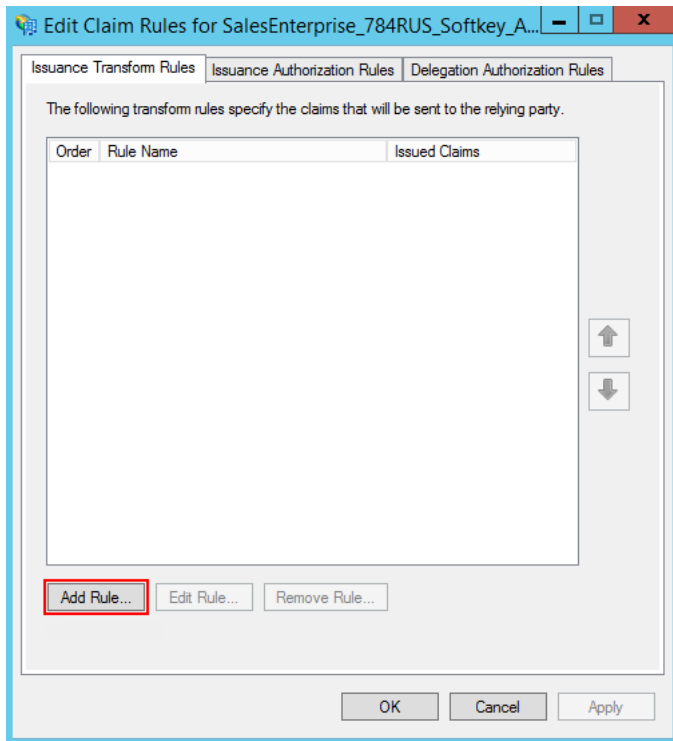 Edit Claim Rules for SalesEnterprise_784RUS_Softkey_A...
Issuance Transform Rules Issuance Authorization Rules Delegation Authorization Rules
The following transform rules specify the claims that will be sent to the relying party.
Order Rule Name Issued Claims
Add Rule... Edit Rule... Remove Rule...
OK Cancel Apply